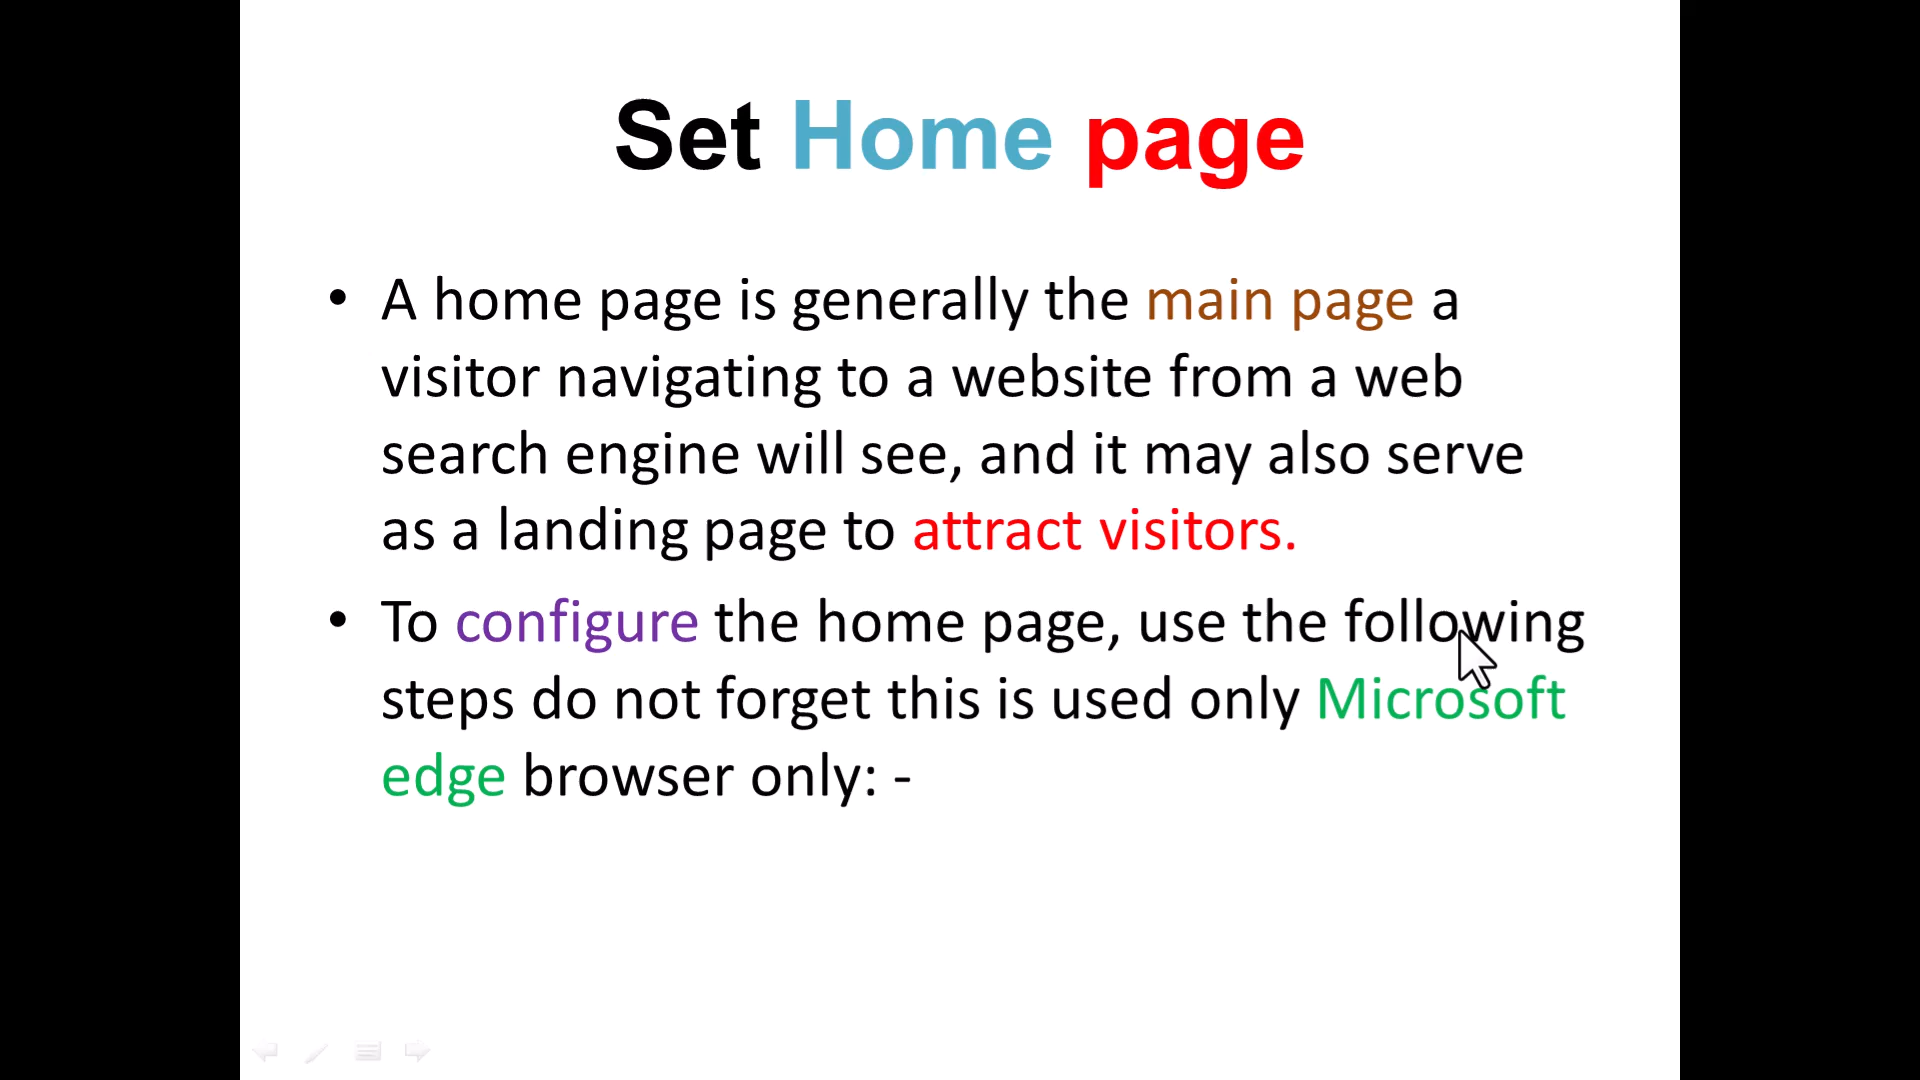 Set Home page
• A home page is generally the main page a
visitor navigating to a website from a web
search engine will see, and it may also serve
as a landing page to attract visitors.
• To configure the home page, use the following
steps do not forget this is used only Microsoft
edge browser only: -